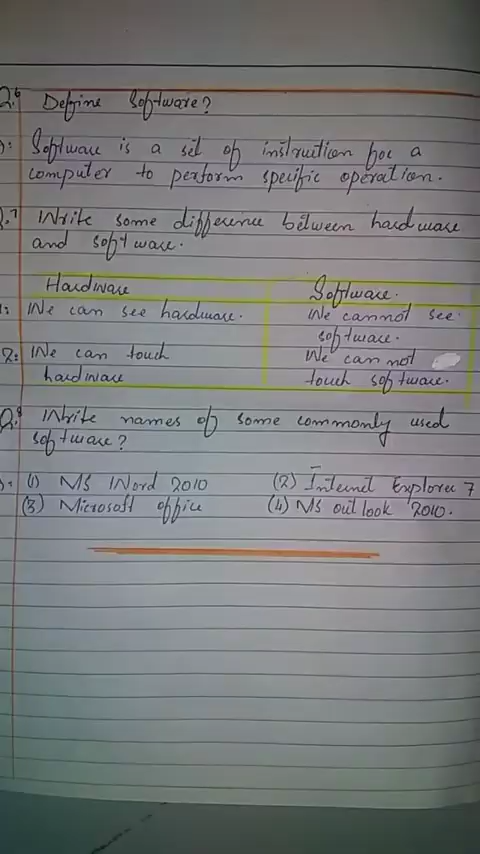 Q.6 Define Software?
Software is a set of instruction for a
computer to perform specific operation.
Q.7 Write some difference between hardware
and software.
Hardware Software.
1: We can see hardware. We cannot see
software.
2: We can touch We can not
hardware touch software.
Q.8 Write names of some commonly used
software?
(1) MS Word 2010 (2) Internet Explorer 7
(3) Microsoft office (4) MS out look 2010.